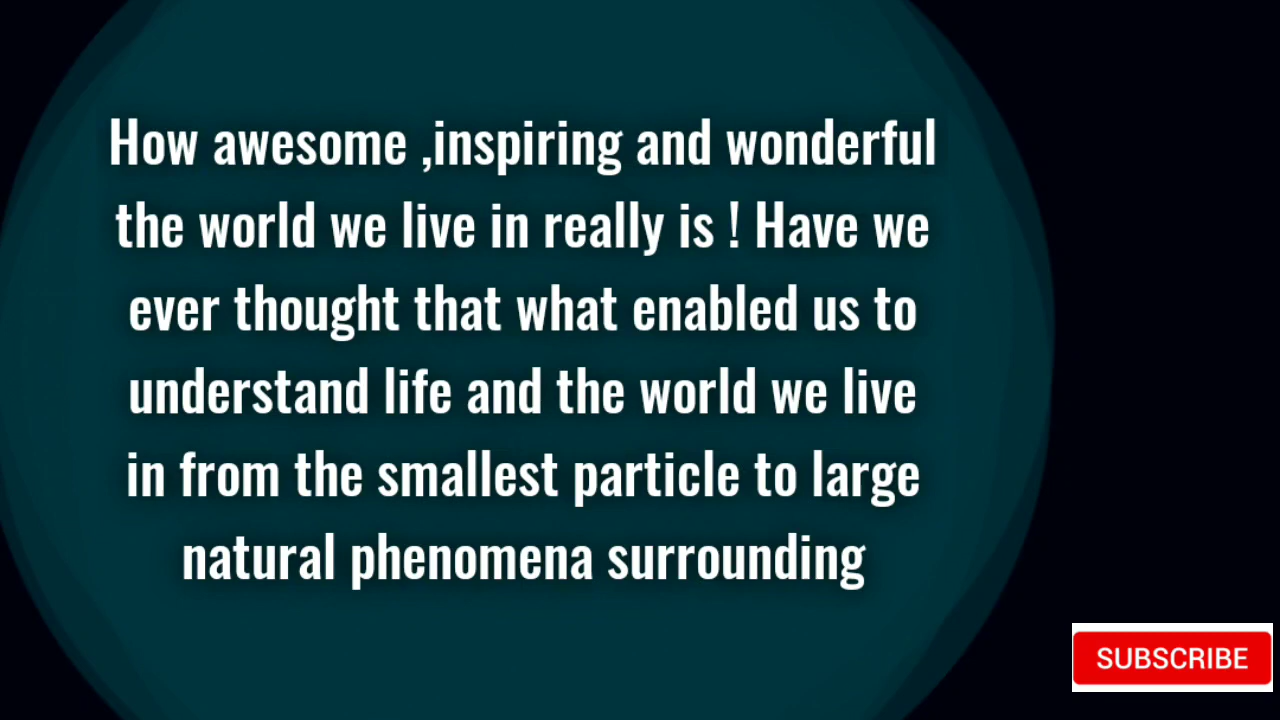 How awesome ,inspiring and wonderful
the world we live in really is ! Have we
ever thought that what enabled us to
understand life and the world we live
in from the smallest particle to large
natural phenomena surrounding
SUBSCRIBE